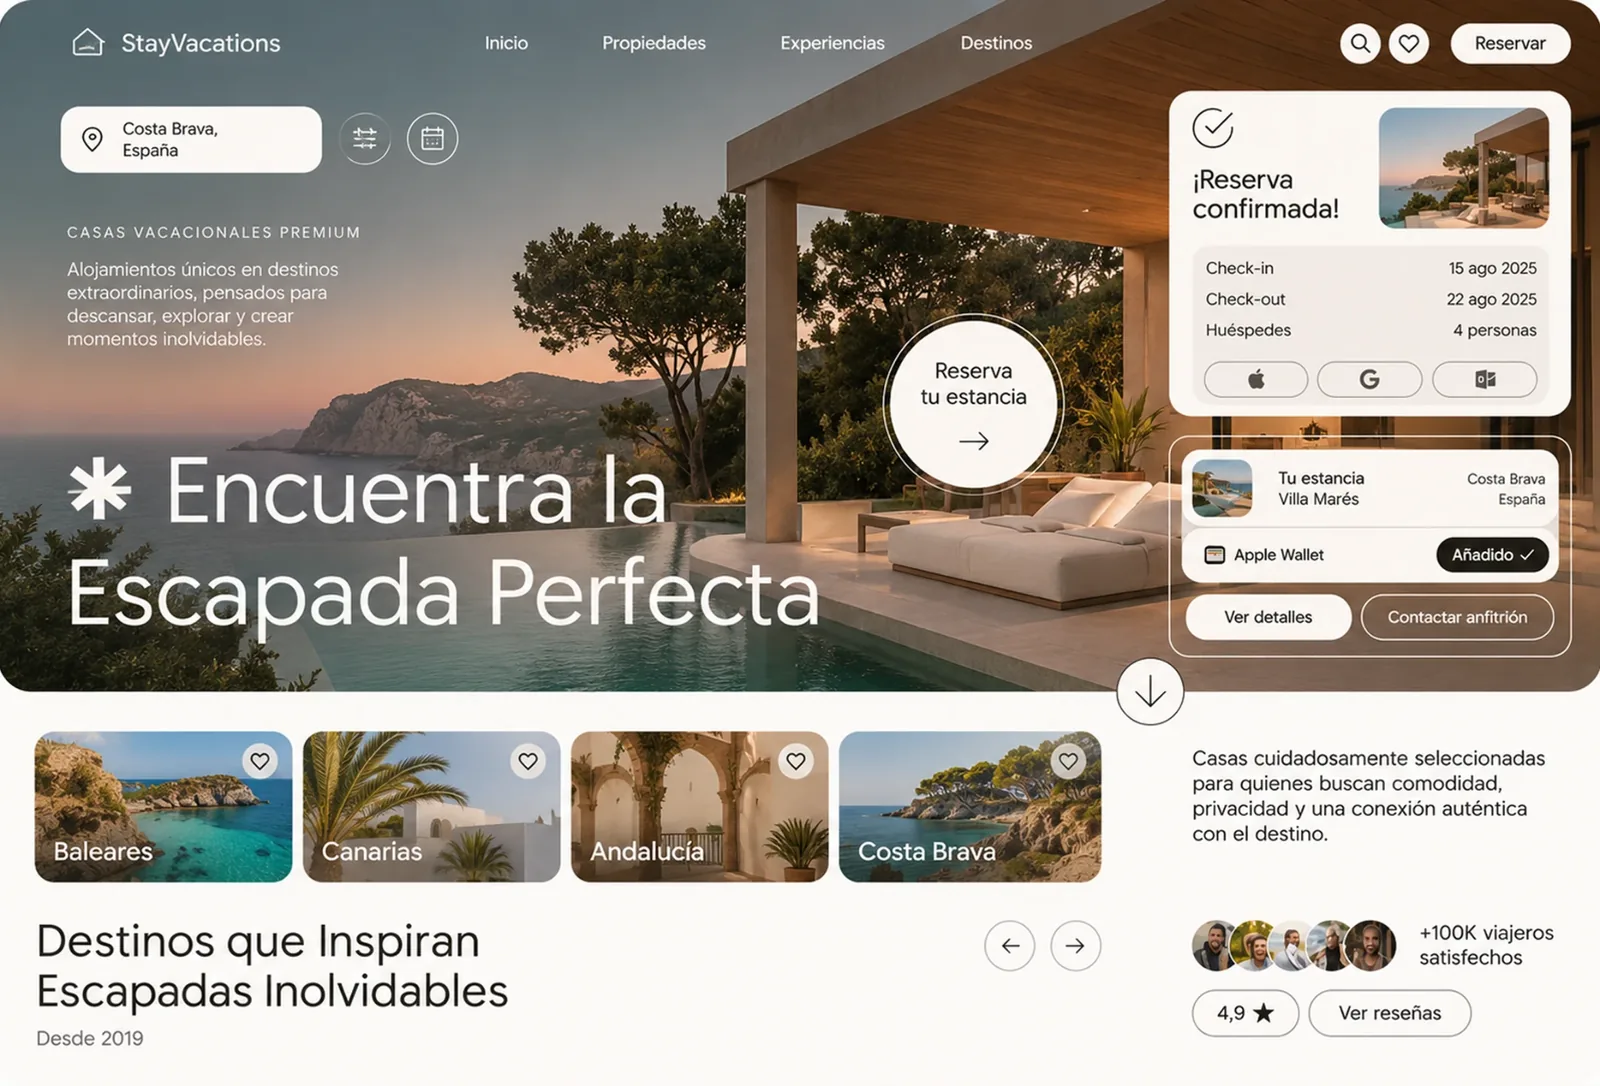 StayVacations
Inicio
Propiedades
Experiencias
Destinos
Reservar
Costa Brava,
España
CASAS VACACIONALES PREMIUM
Alojamientos únicos en destinos
extraordinarios, pensados para
descansar, explorar y crear
momentos inolvidables.
Encuentra la
Escapada Perfecta
Reserva
tu estancia
¡Reserva
confirmada!
Check-in 15 ago 2025
Check-out 22 ago 2025
Huéspedes 4 personas
Tu estancia
Villa Marés
Costa Brava
España
Apple Wallet
Añadido
Ver detalles
Contactar anfitrión
Baleares
Canarias
Andalucía
Costa Brava
Casas cuidadosamente seleccionadas
para quienes buscan comodidad,
privacidad y una conexión auténtica
con el destino.
Destinos que Inspiran
Escapadas Inolvidables
Desde 2019
+100K viajeros
satisfechos
4,9
Ver reseñas